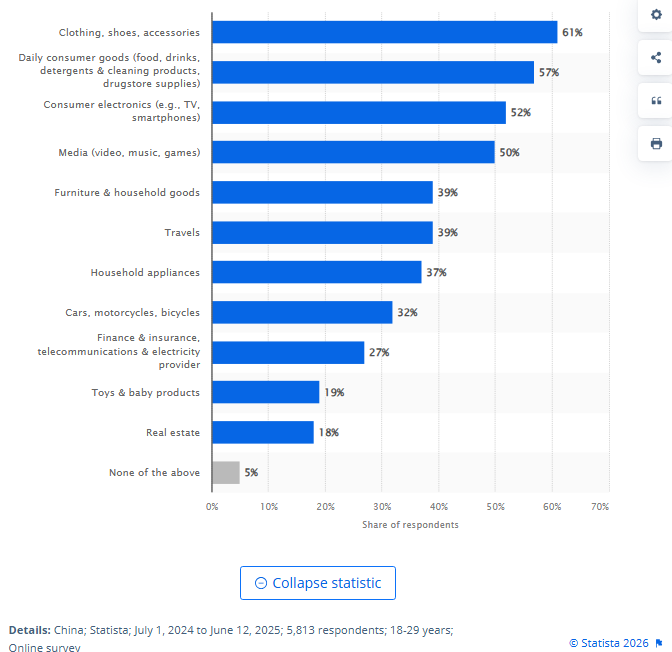 Clothing, shoes, accessories
61%
Daily consumer goods (food, drinks,
detergents & cleaning products,
drugstore supplies)
57%
Consumer electronics (e.g., TV,
smartphones)
52%
Media (video, music, games)
50%
Furniture & household goods
39%
Travels
39%
Household appliances
37%
Cars, motorcycles, bicycles
32%
Finance & insurance,
telecommunications & electricity
provider
27%
Toys & baby products
19%
Real estate
18%
None of the above
5%
0% 10% 20% 30% 40% 50% 60% 70%
Share of respondents
Collapse statistic
Details: China; Statista; July 1, 2024 to June 12, 2025; 5,813 respondents; 18-29 years;
Online survey
© Statista 2026